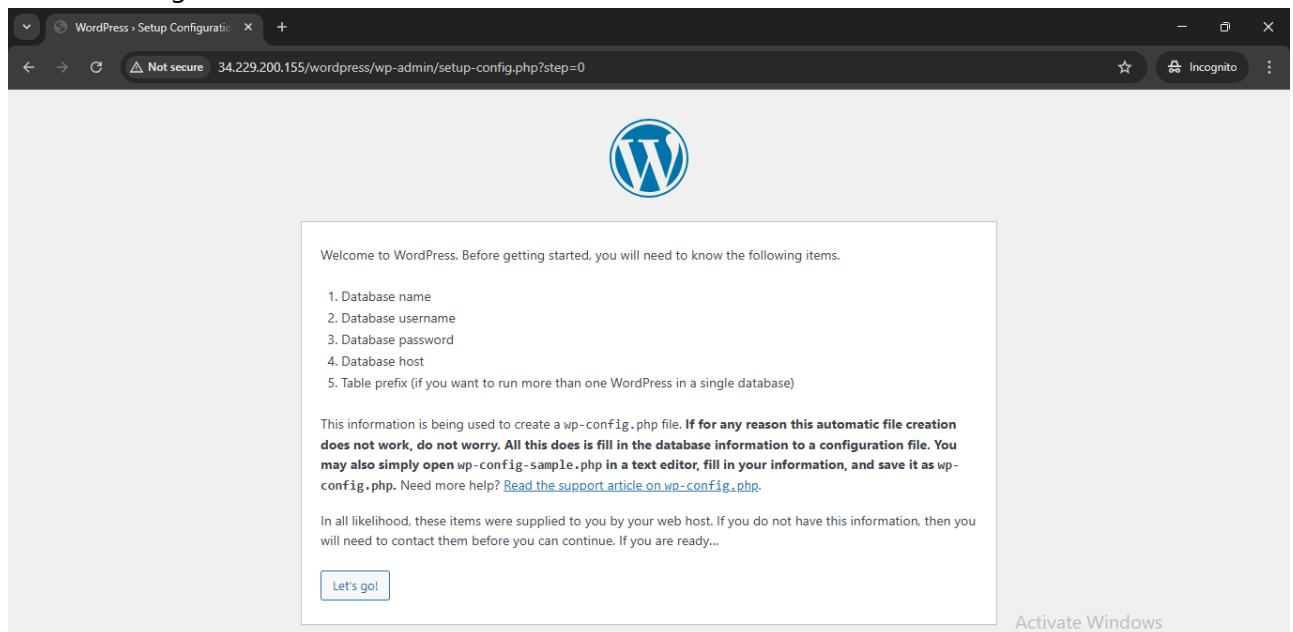 WordPress › Setup Configuratio
Not secure 34.229.200.155/wordpress/wp-admin/setup-config.php?step=0
Incognito
Welcome to WordPress. Before getting started, you will need to know the following items.
1. Database name
2. Database username
3. Database password
4. Database host
5. Table prefix (if you want to run more than one WordPress in a single database)
This information is being used to create a wp-config.php file. If for any reason this automatic file creation
does not work, do not worry. All this does is fill in the database information to a configuration file. You
may also simply open wp-config-sample.php in a text editor, fill in your information, and save it as wp-
config.php. Need more help? Read the support article on wp-config.php.
In all likelihood, these items were supplied to you by your web host. If you do not have this information, then you
will need to contact them before you can continue. If you are ready...
Let's go!
Activate Windows